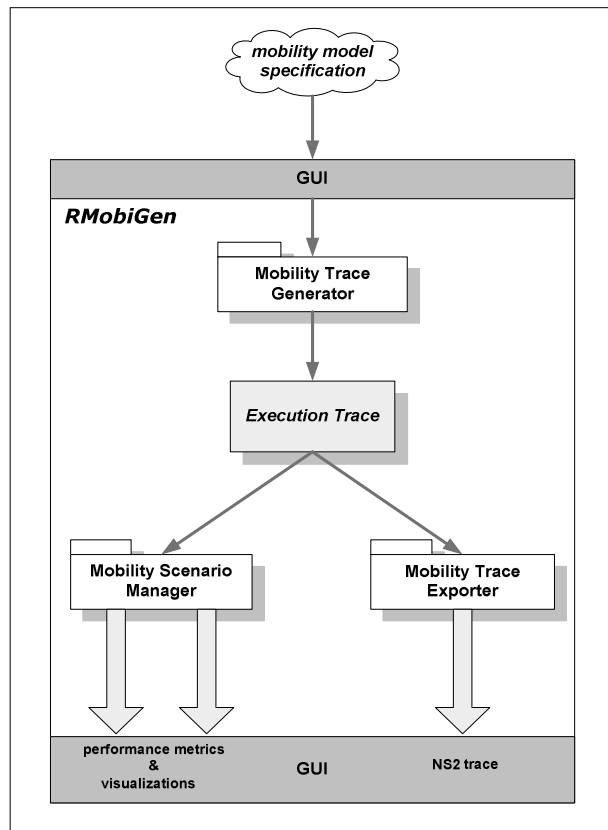 mobility model
specification
GUI
RMobiGen
Mobility Trace
Generator
Execution Trace
Mobility Scenario
Manager
Mobility Trace
Exporter
performance metrics
&
visualizations
GUI
NS2 trace